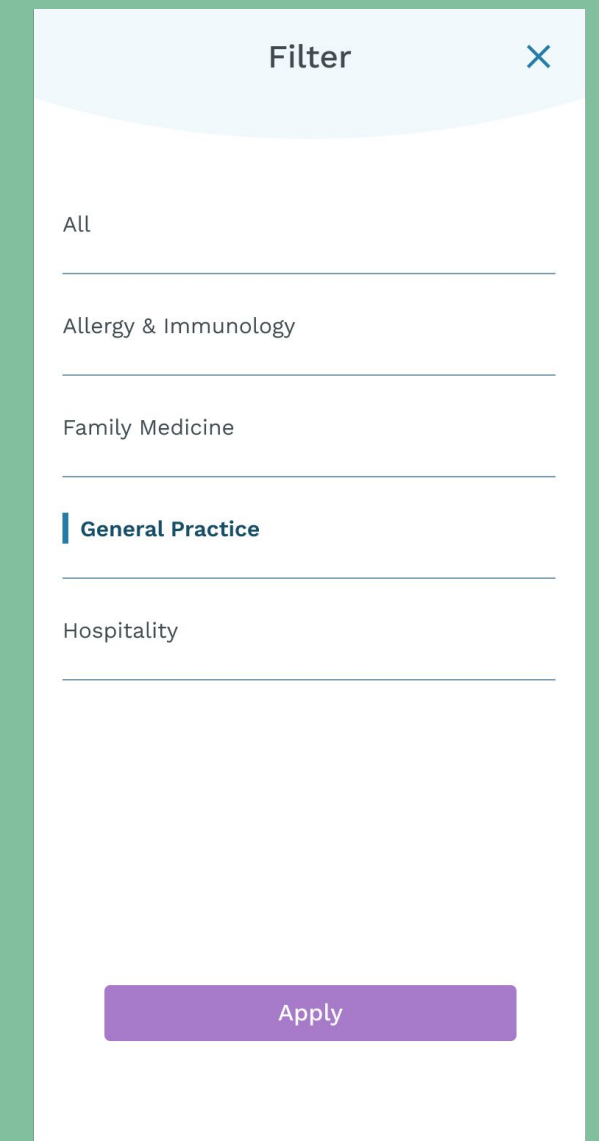 Filter
All
Allergy & Immunology
Family Medicine
General Practice
Hospitality
Apply